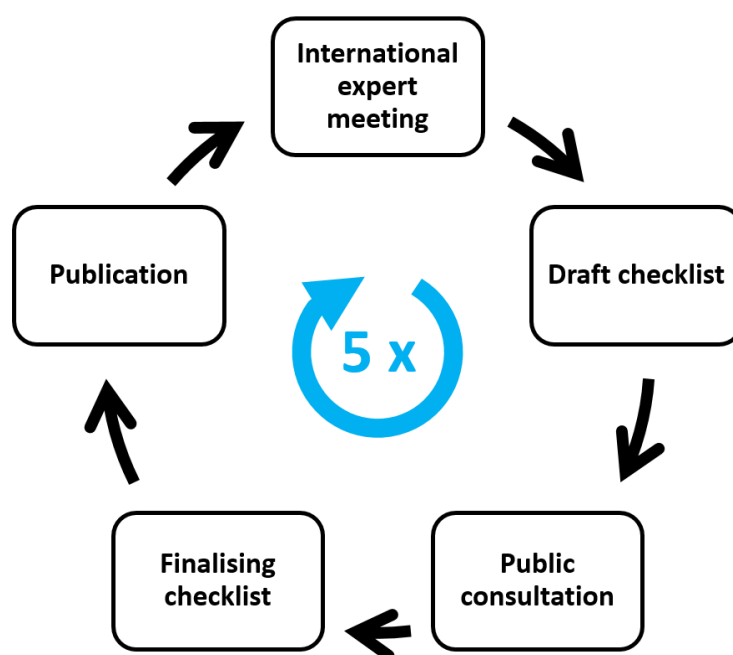 International
expert
meeting
Draft checklist
Public
consultation
Finalising
checklist
Publication
5 x